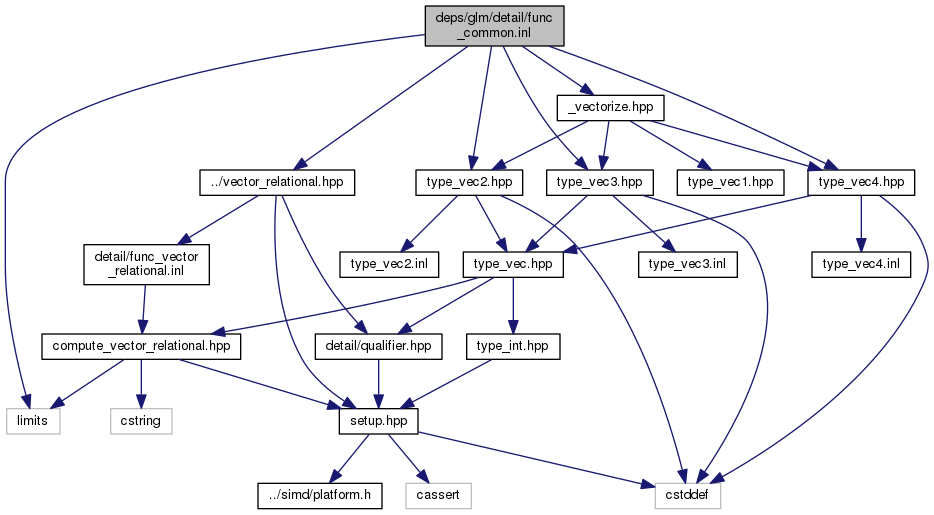 deps/glm/detail/func
_common.inl
_vectorize.hpp
../vector_relational.hpp
type_vec2.hpp
type_vec3.hpp
type_vec1.hpp
type_vec4.hpp
detail/func_vector
_relational.inl
type_vec2.inl
type_vec.hpp
type_vec3.inl
type_vec4.inl
compute_vector_relational.hpp
detail/qualifier.hpp
type_int.hpp
limits
cstring
setup.hpp
../simd/platform.h
cassert
cstddef